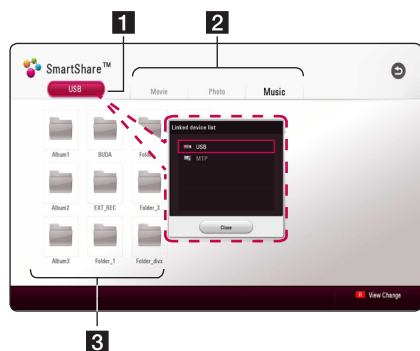 1
2
SmartShare™
USB
Movie
Photo
Music
Linked device list
USB
MTP
Close
Album1
BUDA
Folder
Album2
EXT_REC
Folder_3
Album3
Folder_1
Folder_divx
R View Change
3